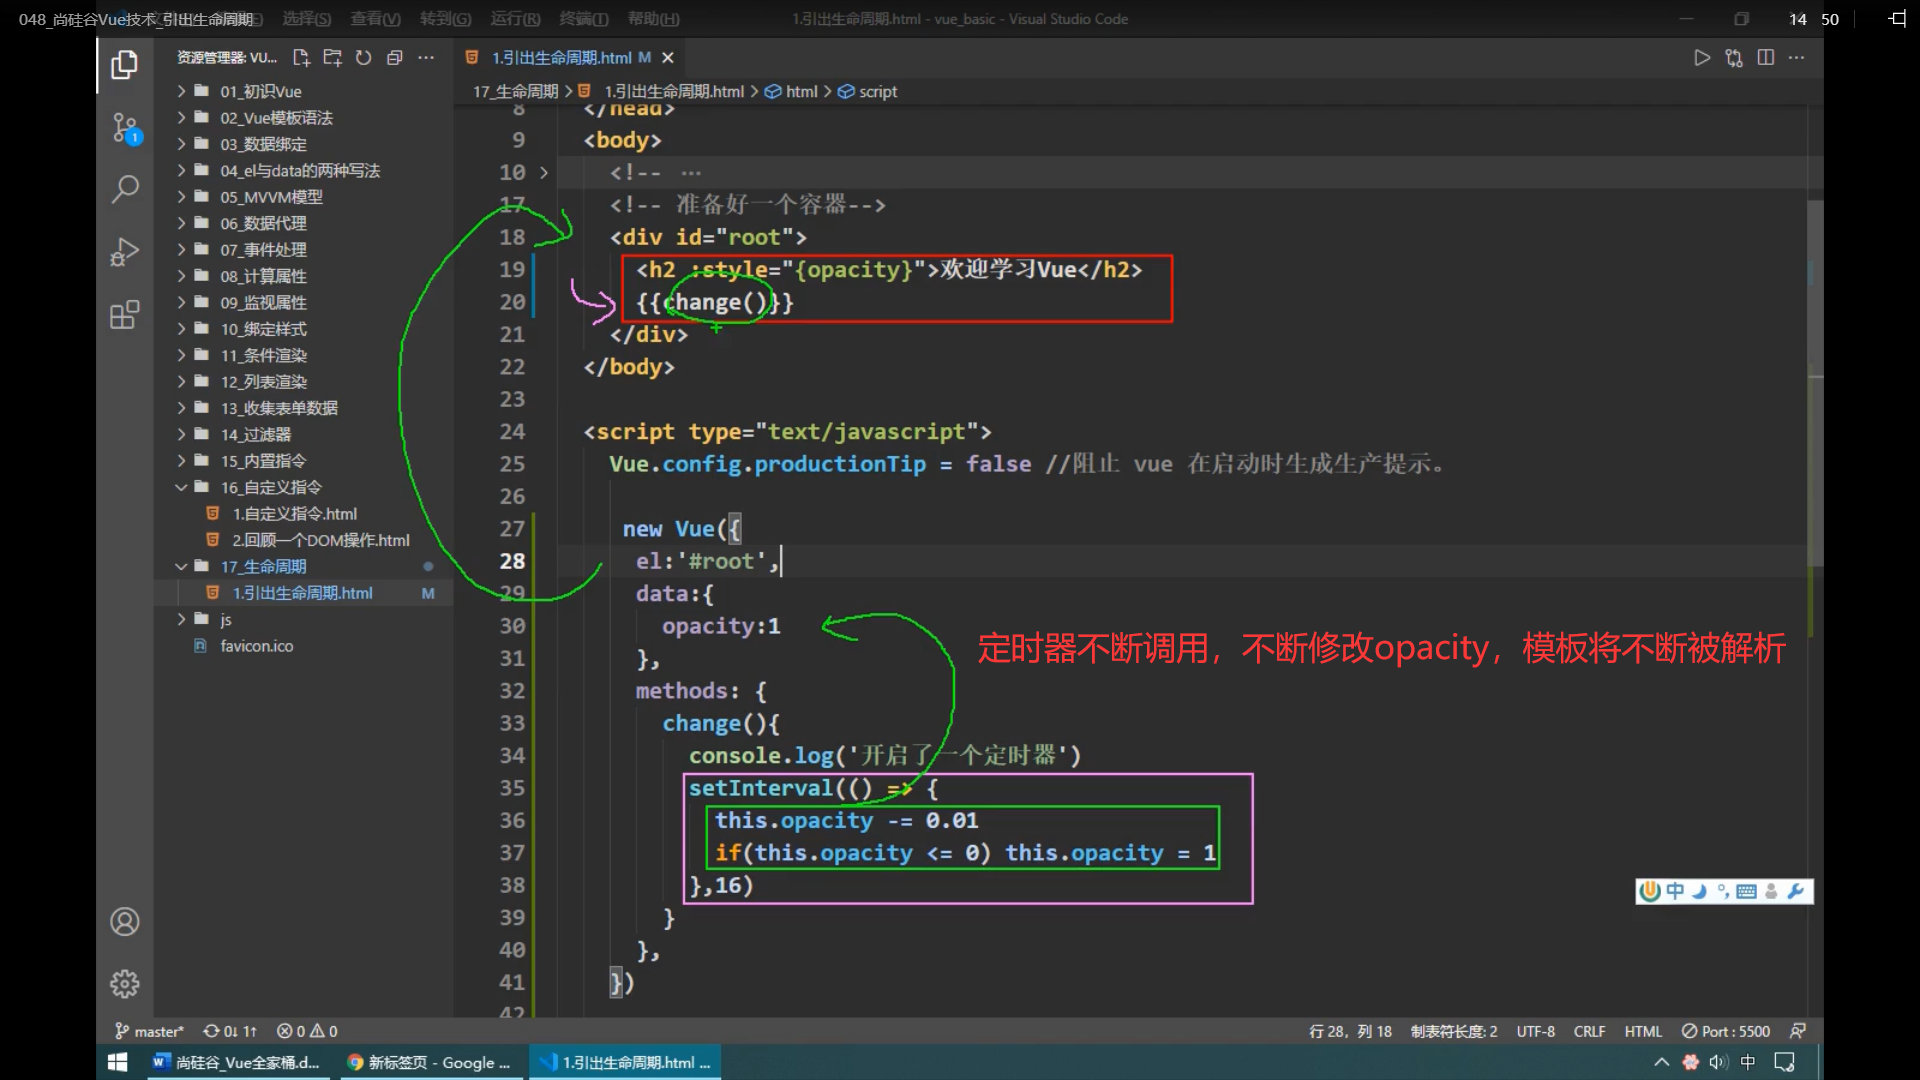 048_尚硅谷Vue技术_引出生命周期
选择(S) 查看(V) 转到(G) 运行(R) 终端(T) 帮助(H)
1.引出生命周期.html - vue_basic - Visual Studio Code
14 50
资源管理器: VU...
1.引出生命周期.html M
17_生命周期 > 1.引出生命周期.html > html > script
01_初识Vue
02_Vue模板语法
03_数据绑定
04_el与data的两种写法
05_MVVM模型
06_数据代理
07_事件处理
08_计算属性
09_监视属性
10_绑定样式
11_条件渲染
12_列表渲染
13_收集表单数据
14_过滤器
15_内置指令
16_自定义指令
1.自定义指令.html
2.回顾一个DOM操作.html
17_生命周期
1.引出生命周期.html M
js
favicon.ico
1
8 </head>
9 <body>
10 <!-- ...
17 <!-- 准备好一个容器-->
18 <div id="root">
19 <h2 :style="{opacity}">欢迎学习Vue</h2>
20 {{change()}}
21 </div>
22 </body>
23
24 <script type="text/javascript">
25 Vue.config.productionTip = false //阻止 vue 在启动时生成生产提示。
26
27 new Vue({
28 el:'#root',
29 data:{
30 opacity:1
31 },
32 methods: {
33 change(){
34 console.log('开启了一个定时器')
35 setInterval(() => {
36 this.opacity -= 0.01
37 if(this.opacity <= 0) this.opacity = 1
38 },16)
39 }
40 },
41 })
42
定时器不断调用，不断修改opacity，模板将不断被解析
中
master* 0↓ 1↑ 0 0
行 28，列 18 制表符长度: 2 UTF-8 CRLF HTML Port : 5500
尚硅谷_Vue全家桶.d... 新标签页 - Google ... 1.引出生命周期.html ...
中